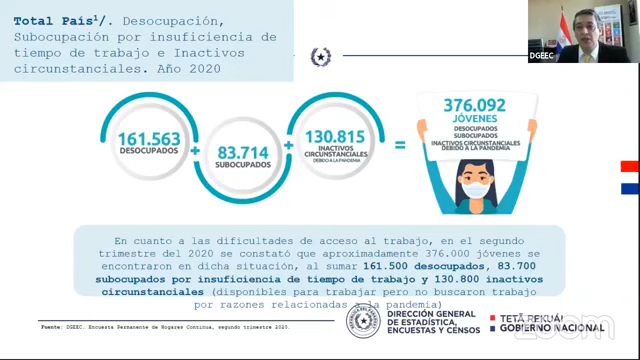 Total País¹/. Desocupación,
Subocupación por insuficiencia de
tiempo de trabajo e Inactivos
circunstanciales. Año 2020
DGEEC
161.563
DESOCUPADOS
+
83.714
SUBOCUPADOS
+
130.815
INACTIVOS
CIRCUNSTANCIALES
DEBIDO A LA PANDEMIA
=
376.092
JÓVENES
DESOCUPADOS
SUBOCUPADOS
INACTIVOS CIRCUNSTANCIALES
DEBIDO A LA PANDEMIA
En cuanto a las dificultades de acceso al trabajo, en el segundo
trimestre del 2020 se constató que aproximadamente 376.000 jóvenes se
encontraron en dicha situación, al sumar 161.500 desocupados, 83.700
subocupados por insuficiencia de tiempo de trabajo y 130.800 inactivos
circunstanciales (disponibles para trabajar pero no buscaron trabajo
por razones relacionadas a la pandemia)
Fuente: DGEEC. Encuesta Permanente de Hogares Continua, segundo trimestre 2020.
DIRECCIÓN GENERAL
DE ESTADÍSTICA,
ENCUESTAS Y CENSOS
TETÃ REKUÁI
GOBIERNO NACIONAL
zoom